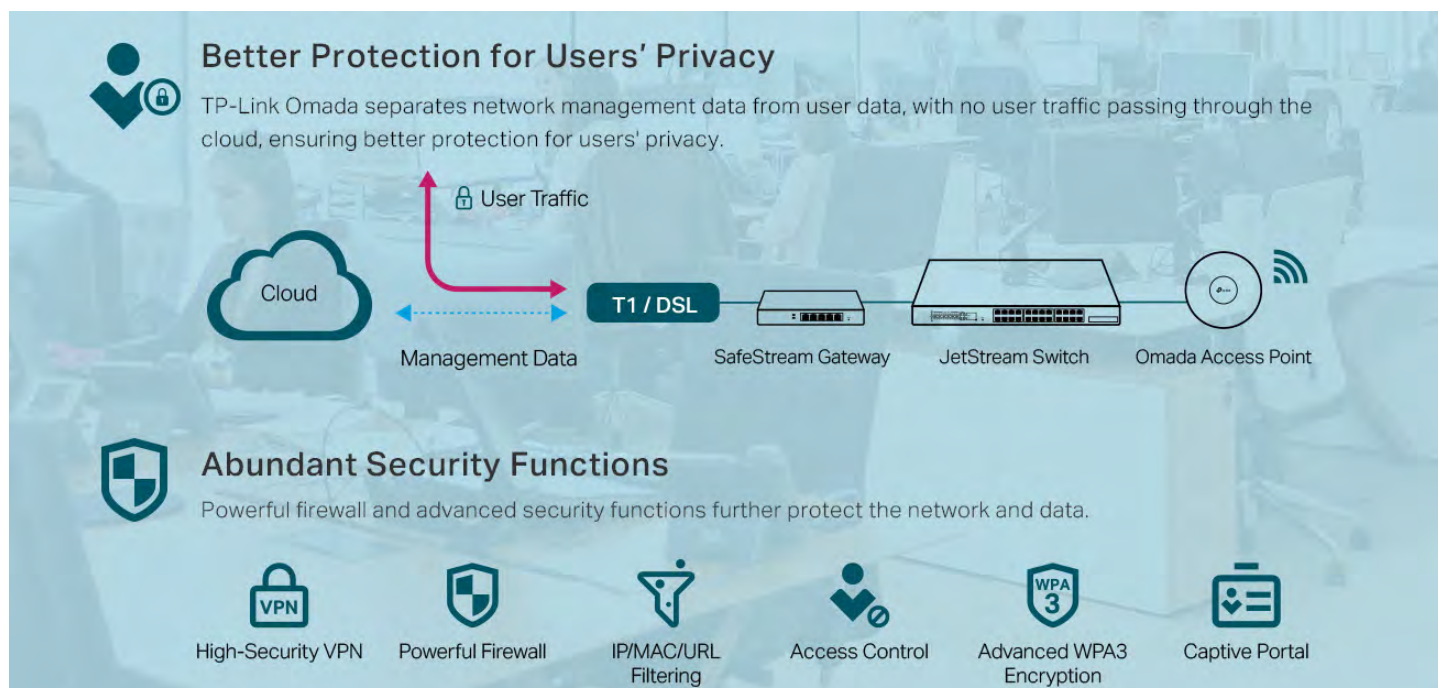 Better Protection for Users' Privacy
TP-Link Omada separates network management data from user data, with no user traffic passing through the
cloud, ensuring better protection for users' privacy.
User Traffic
Cloud
T1 / DSL
Management Data
SafeStream Gateway
JetStream Switch
Omada Access Point
Abundant Security Functions
Powerful firewall and advanced security functions further protect the network and data.
VPN
WPA
3
High-Security VPN
Powerful Firewall
IP/MAC/URL
Filtering
Access Control
Advanced WPA3
Encryption
Captive Portal